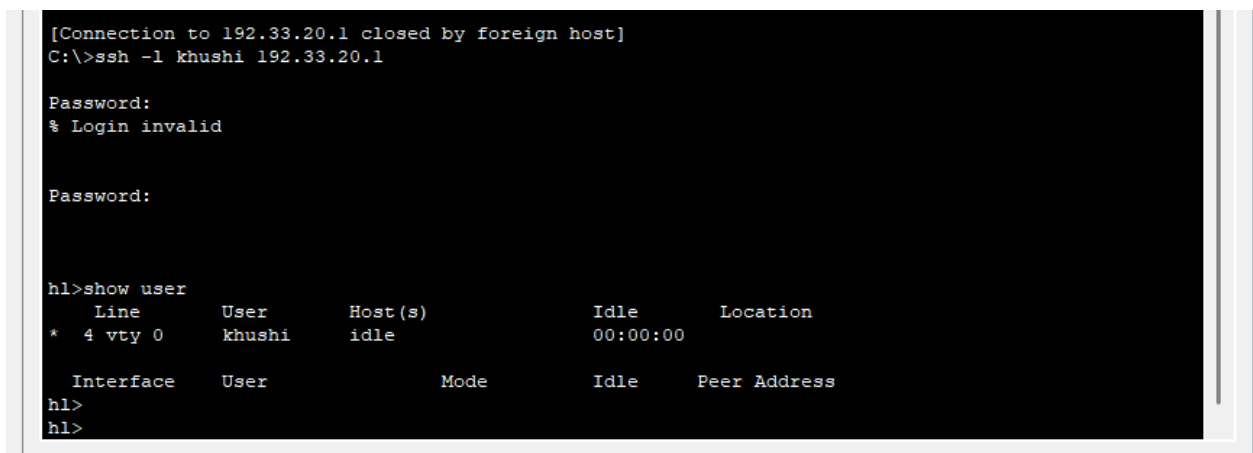 [Connection to 192.33.20.1 closed by foreign host]
C:\>ssh -l khushi 192.33.20.1
Password:
% Login invalid
Password:
hl>show user
Line User Host(s) Idle Location
* 4 vty 0 khushi idle 00:00:00
Interface User Mode Idle Peer Address
hl>
hl>